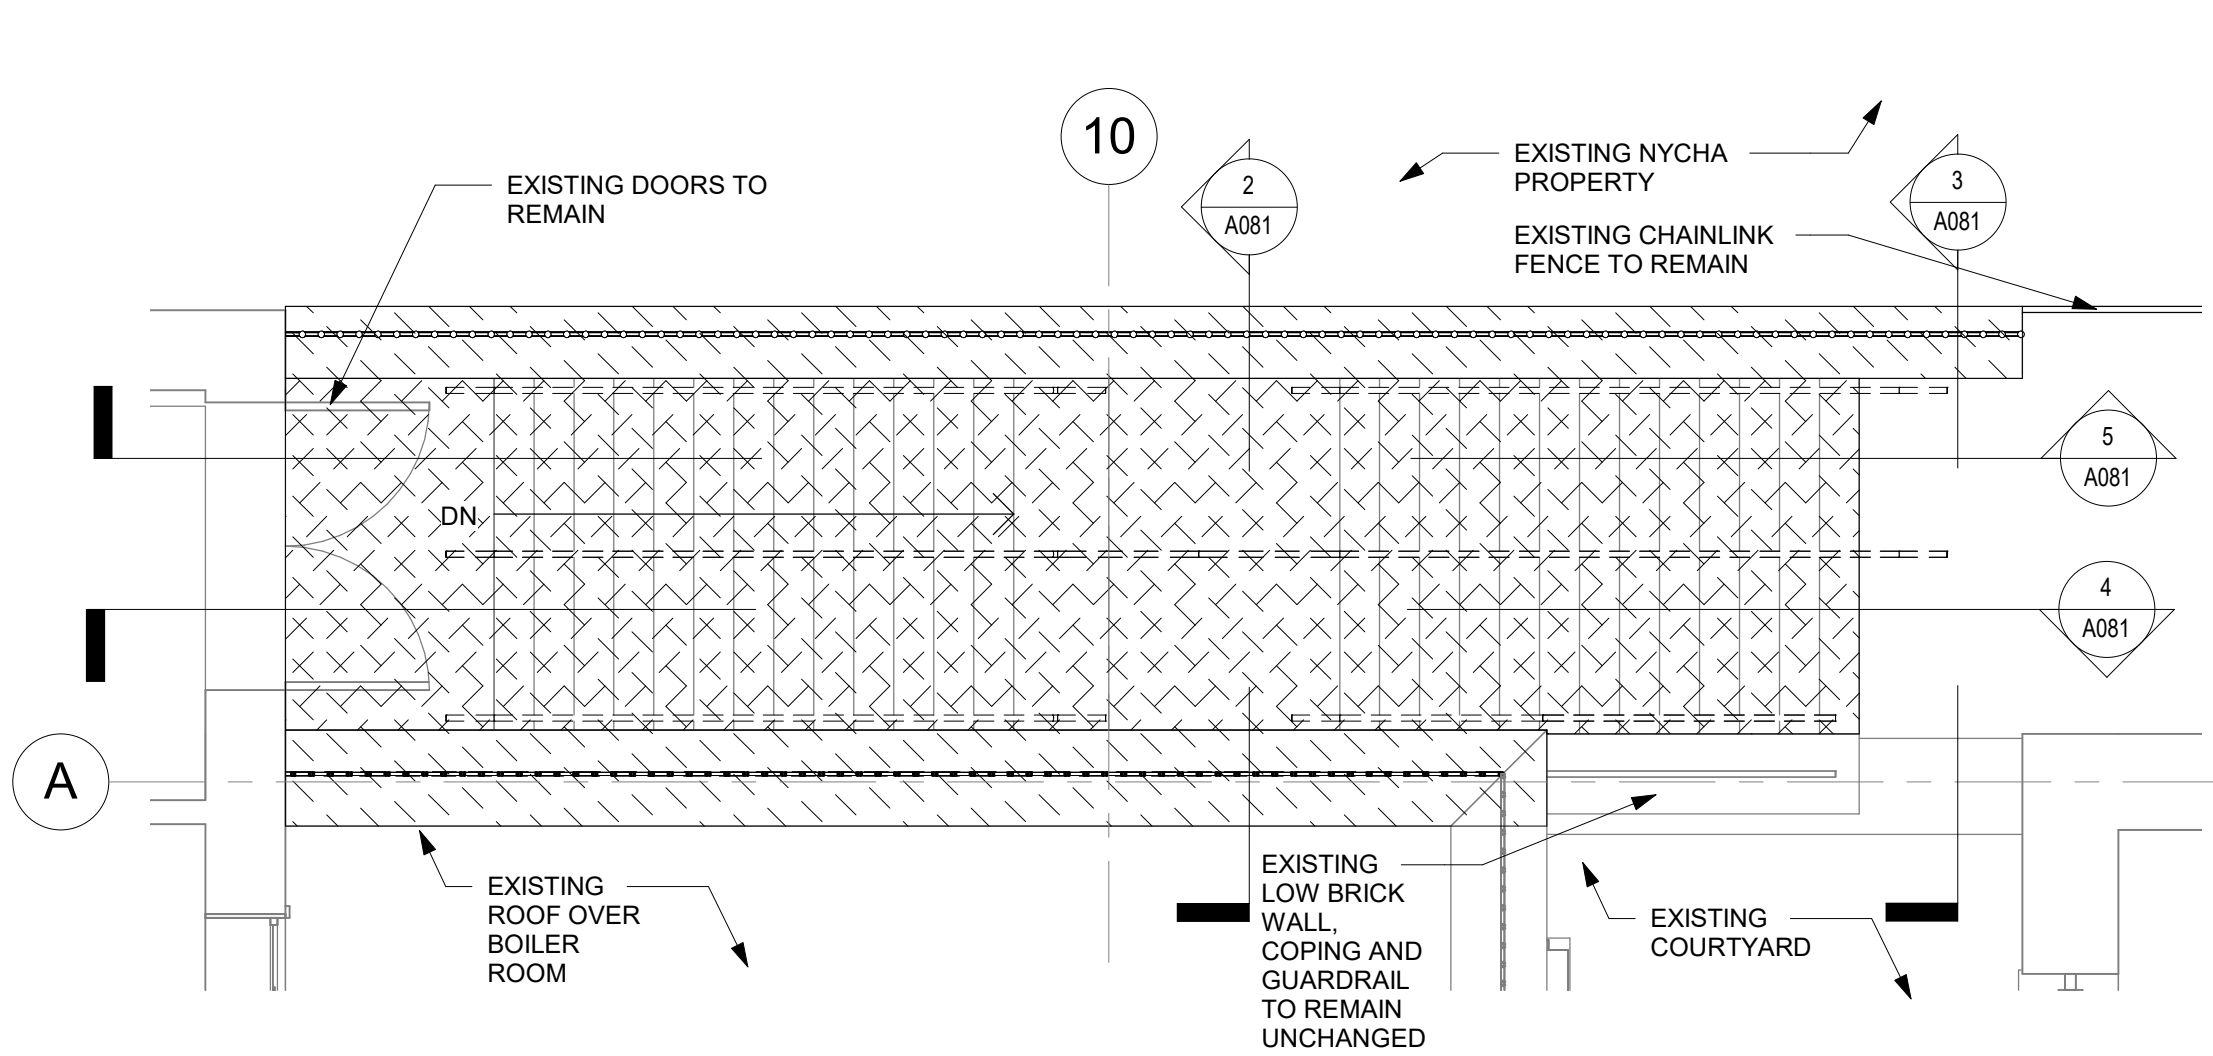 10
EXISTING DOORS TO
REMAIN
2
A081
EXISTING NYCHA
PROPERTY
3
A081
EXISTING CHAINLINK
FENCE TO REMAIN
5
A081
DN
4
A081
A
EXISTING
ROOF OVER
BOILER
ROOM
EXISTING
LOW BRICK
WALL,
COPING AND
GUARDRAIL
TO REMAIN
UNCHANGED
EXISTING
COURTYARD